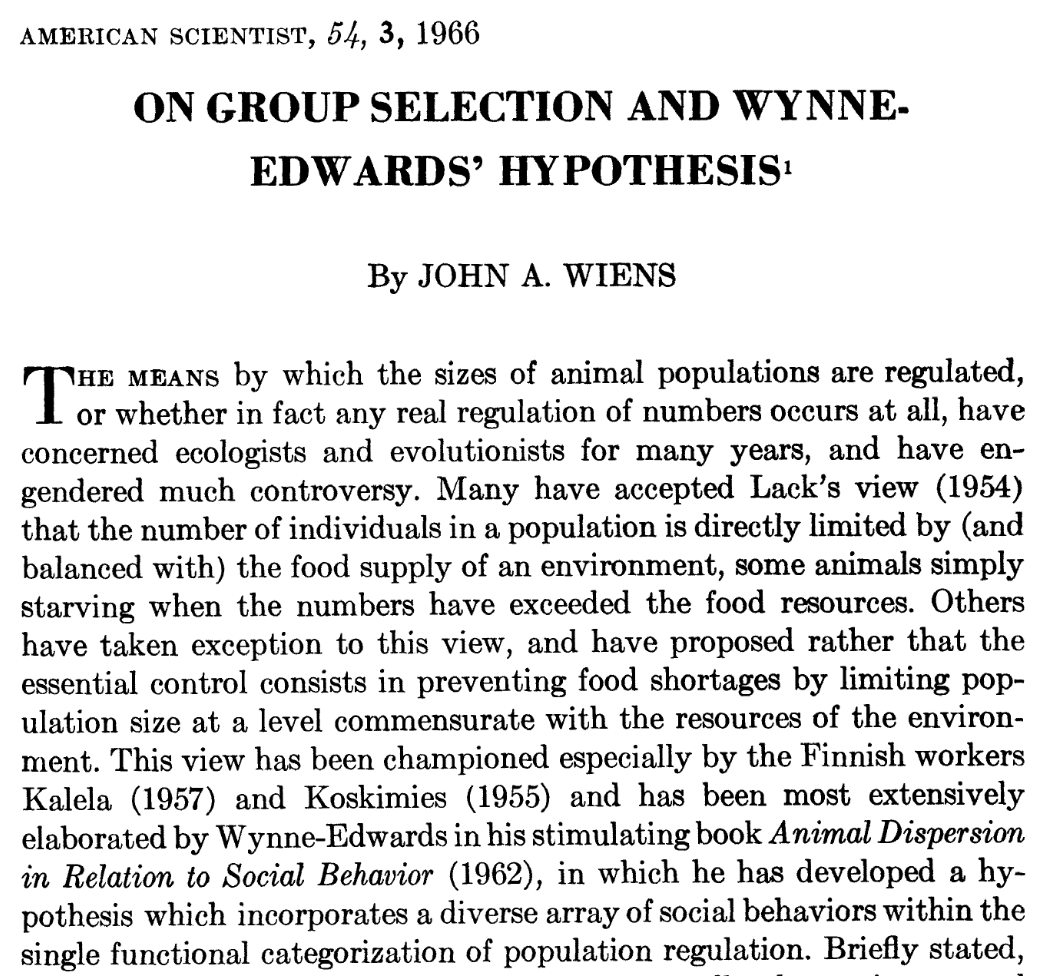 AMERICAN SCIENTIST, 54, 3, 1966
ON GROUP SELECTION AND WYNNE-
EDWARDS' HYPOTHESIS¹
By JOHN A. WIENS
THE MEANS by which the sizes of animal populations are regulated,
or whether in fact any real regulation of numbers occurs at all, have
concerned ecologists and evolutionists for many years, and have en-
gendered much controversy. Many have accepted Lack's view (1954)
that the number of individuals in a population is directly limited by (and
balanced with) the food supply of an environment, some animals simply
starving when the numbers have exceeded the food resources. Others
have taken exception to this view, and have proposed rather that the
essential control consists in preventing food shortages by limiting pop-
ulation size at a level commensurate with the resources of the environ-
ment. This view has been championed especially by the Finnish workers
Kalela (1957) and Koskimies (1955) and has been most extensively
elaborated by Wynne-Edwards in his stimulating book Animal Dispersion
in Relation to Social Behavior (1962), in which he has developed a hy-
pothesis which incorporates a diverse array of social behaviors within the
single functional categorization of population regulation. Briefly stated,